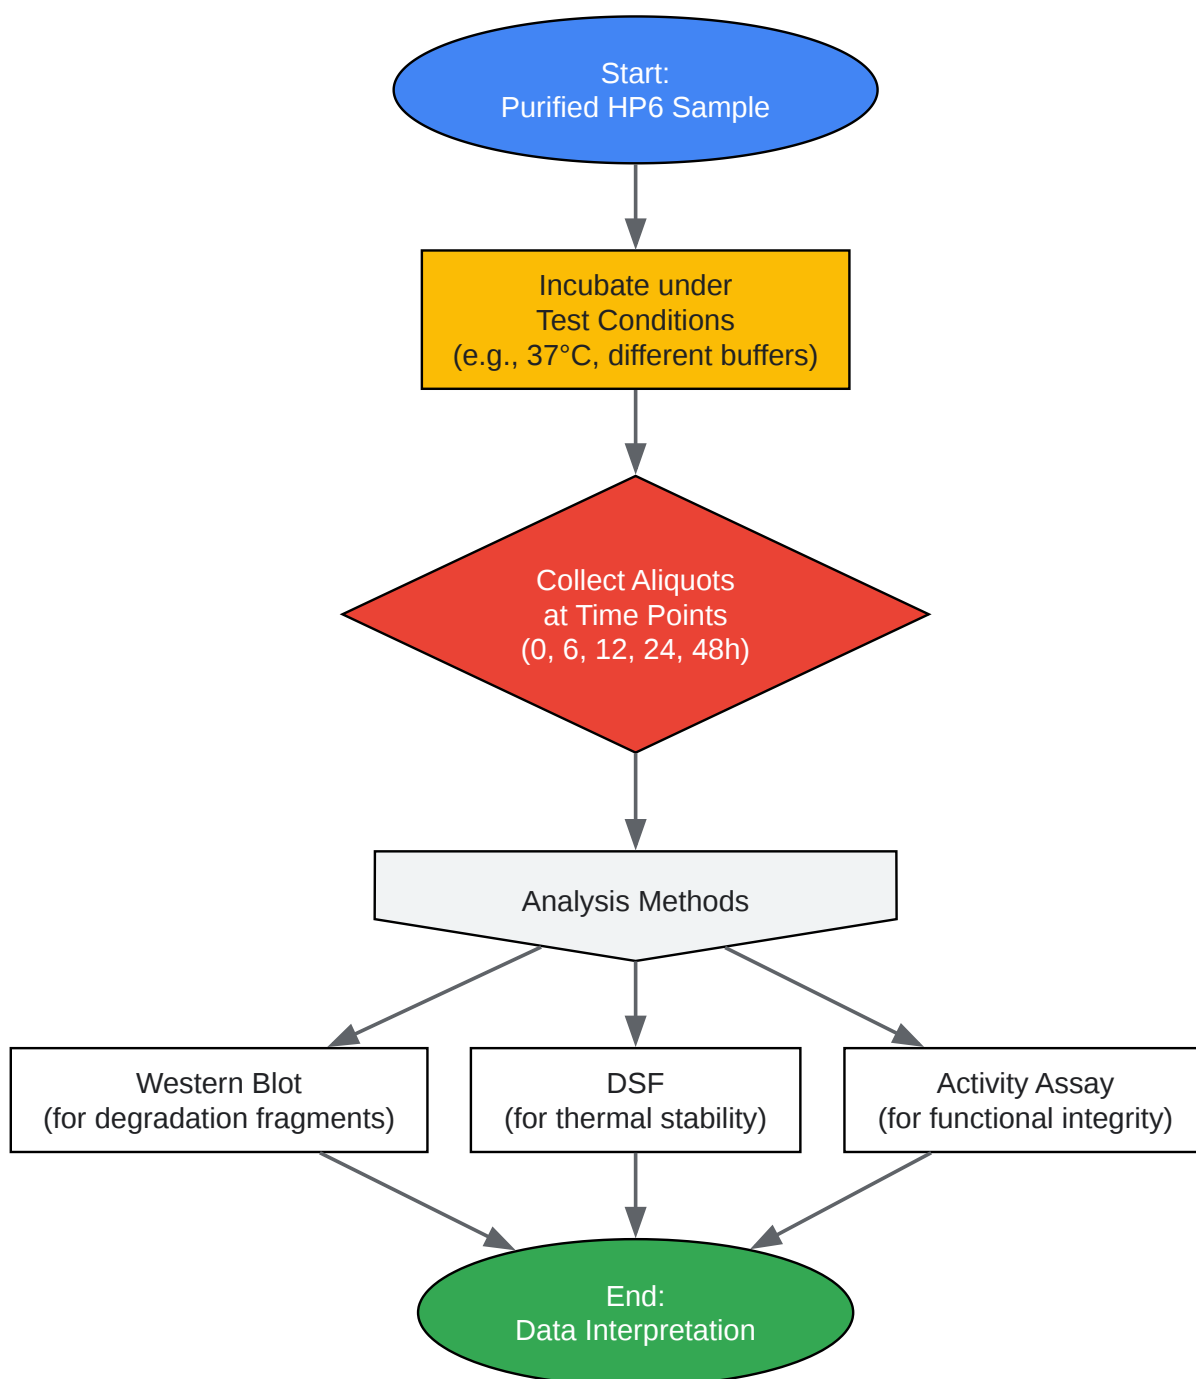 Start:
Purified HP6 Sample
Incubate under
Test Conditions
(e.g., 37°C, different buffers)
Collect Aliquots
at Time Points
(0, 6, 12, 24, 48h)
Analysis Methods
Western Blot
(for degradation fragments)
DSF
(for thermal stability)
Activity Assay
(for functional integrity)
End:
Data Interpretation